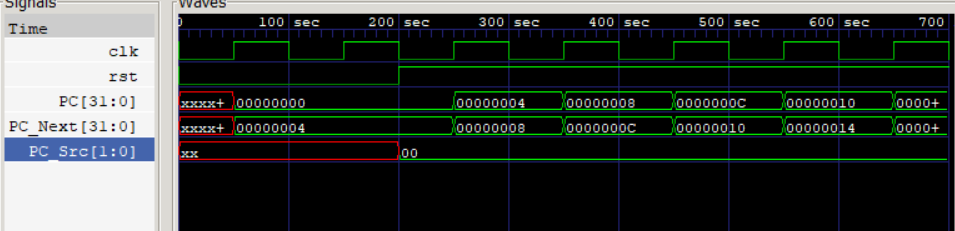 Signals
Waves
Time
0 100 sec 200 sec 300 sec 400 sec 500 sec 600 sec 700
clk
rst
PC[31:0] xxxx+ 00000000 00000004 00000008 0000000C 00000010 0000+
PC_Next[31:0] xxxx+ 00000004 00000008 0000000C 00000010 00000014 0000+
PC_Src[1:0] xx 00